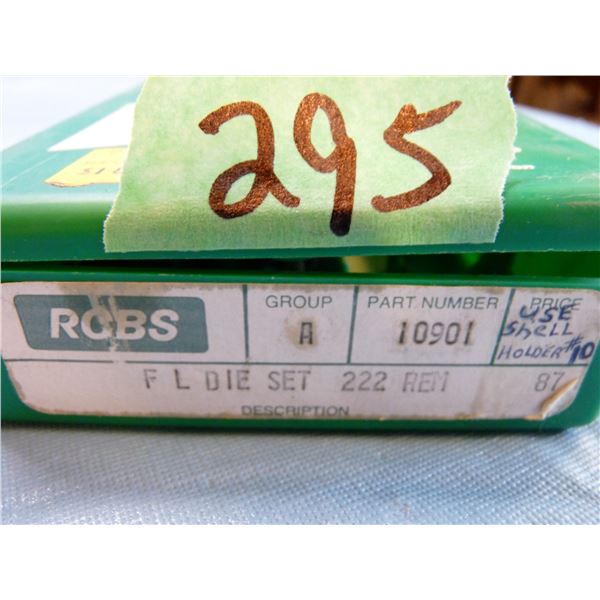 295
RCBS
GROUP
A
PART NUMBER
10901
PRICE
USE
Shell
HOLDER #10
F L DIE SET 222 REM 87
DESCRIPTION